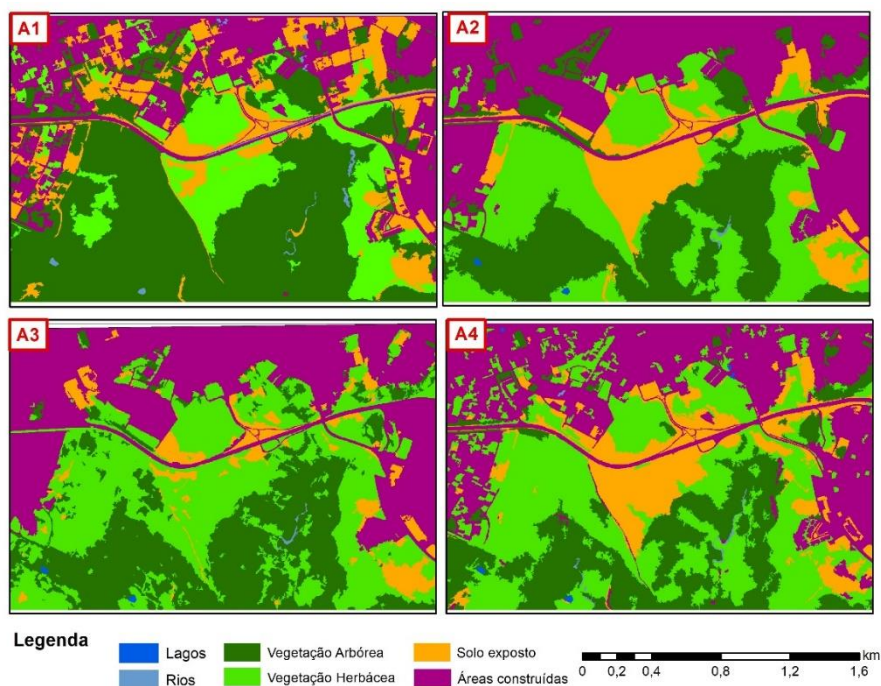 A1
A2
A3
A4
Legenda
Lagos
Rios
Vegetação Arbórea
Vegetação Herbácea
Solo exposto
Áreas construídas
km
0 0,2 0,4 0,8 1,2 1,6